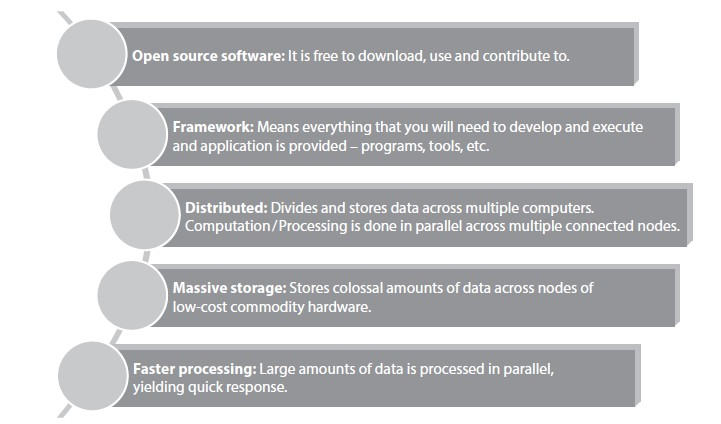 Open source software: It is free to download, use and contribute to.
Framework: Means everything that you will need to develop and execute
and application is provided – programs, tools, etc.
Distributed: Divides and stores data across multiple computers.
Computation/Processing is done in parallel across multiple connected nodes.
Massive storage: Stores colossal amounts of data across nodes of
low-cost commodity hardware.
Faster processing: Large amounts of data is processed in parallel,
yielding quick response.